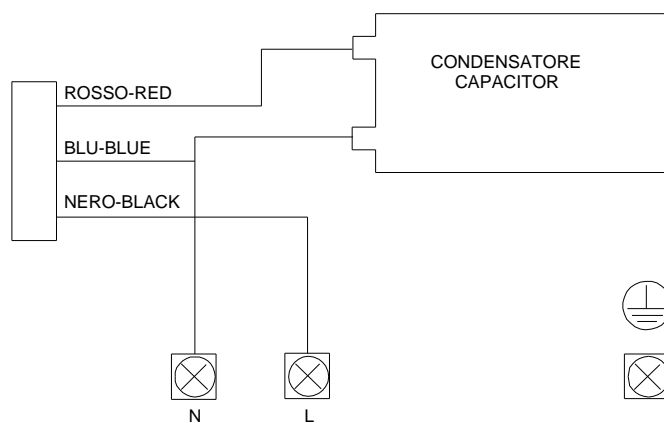 CONDENSATORE
CAPACITOR
ROSSO-RED
BLU-BLUE
NERO-BLACK
N
L